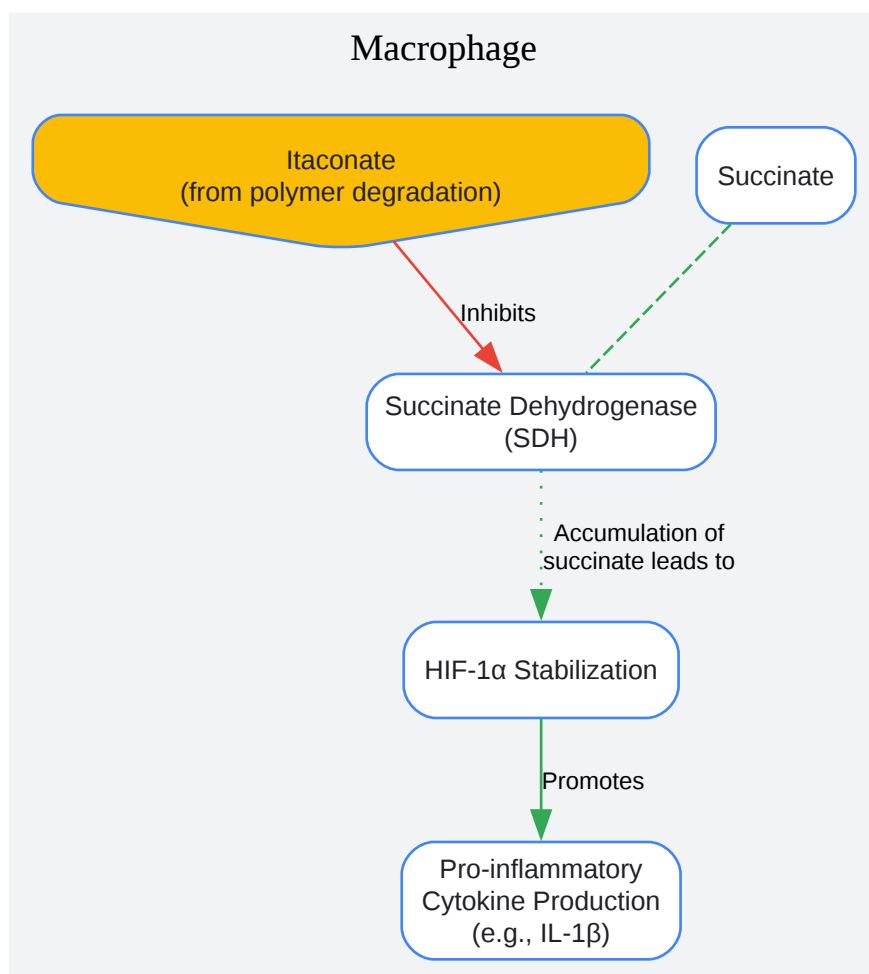 Macrophage
Itaconate
(from polymer degradation)
Succinate
Inhibits
Succinate Dehydrogenase
(SDH)
Accumulation of
succinate leads to
HIF-1α Stabilization
Promotes
Pro-inflammatory
Cytokine Production
(e.g., IL-1β)